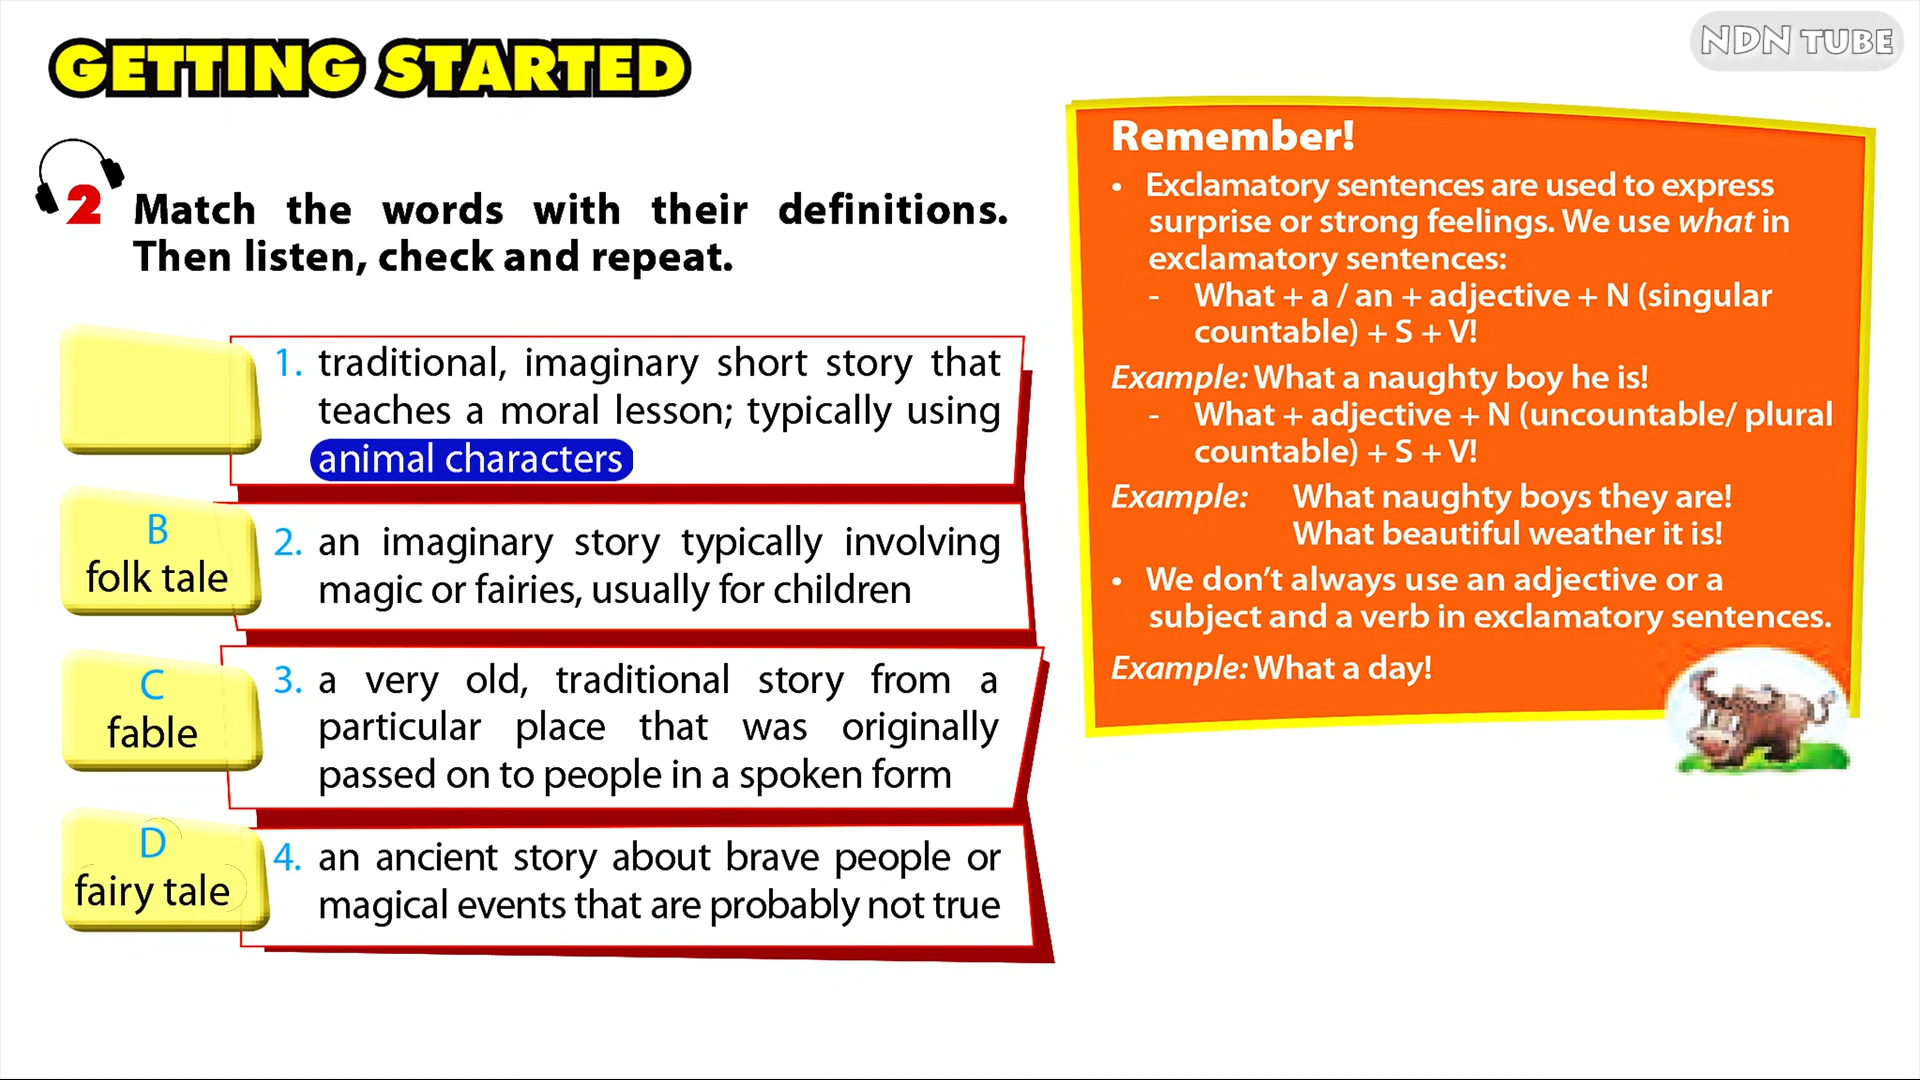 GETTING STARTED
NDN TUBE
2 Match the words with their definitions.
Then listen, check and repeat.
1. traditional, imaginary short story that
teaches a moral lesson; typically using
animal characters
B
folk tale
2. an imaginary story typically involving
magic or fairies, usually for children
C
fable
3. a very old, traditional story from a
particular place that was originally
passed on to people in a spoken form
D
fairy tale
4. an ancient story about brave people or
magical events that are probably not true
Remember!
• Exclamatory sentences are used to express
surprise or strong feelings. We use what in
exclamatory sentences:
- What + a / an + adjective + N (singular
countable) + S + V!
Example: What a naughty boy he is!
- What + adjective + N (uncountable/ plural
countable) + S + V!
Example: What naughty boys they are!
What beautiful weather it is!
• We don't always use an adjective or a
subject and a verb in exclamatory sentences.
Example: What a day!